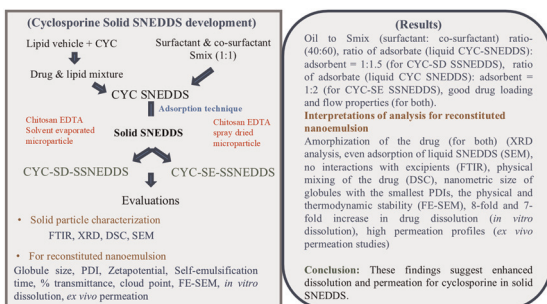 (Cyclosporine Solid SNEDDS development)
Lipid vehicle + CYC
Surfactant & co-surfactant
Smix (1:1)
Drug & lipid mixture
CYC SNEDDS
Adsorption technique
Chitosan EDTA
Solvent evaporated
microparticle
Solid SNEDDS
Chitosan EDTA
spray dried
microparticle
CYC-SD-SSNEDDS
CYC-SE-SSNEDDS
Evaluations
• Solid particle characterization
FTIR, XRD, DSC, SEM
• For reconstituted nanoemulsion
Globule size, PDI, Zetapotential, Self-emulsification
time, % transmittance, cloud point, FE-SEM, in vitro
dissolution, ex vivo permeation
(Results)
Oil to Smix (surfactant: co-surfactant) ratio-
(40:60), ratio of adsorbate (liquid CYC-SNEDDS):
adsorbent = 1:1.5 (for CYC-SD SSNEDDS), ratio
of adsorbate (liquid CYC SNEDDS): adsorbent =
1:2 (for CYC-SE SSNEDDS), good drug loading
and flow properties (for both).
Interpretations of analysis for reconstituted
nanoemulsion
Amorphization of the drug (for both) (XRD
analysis, even adsorption of liquid SNEDDS (SEM),
no interactions with excipients (FTIR), physical
mixing of the drug (DSC), nanometric size of
globules with the smallest PDIs, the physical and
thermodynamic stability (FE-SEM), 8-fold and 7-
fold increase in drug dissolution (in vitro
dissolution), high permeation profiles (ex vivo
permeation studies)
Conclusion: These findings suggest enhanced
dissolution and permeation for cyclosporine in solid
SNEDDS.